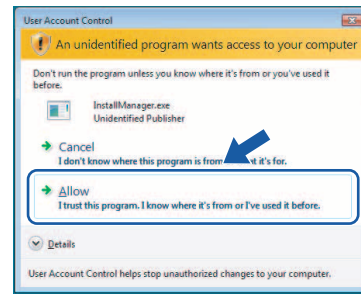 User Account Control
An unidentified program wants access to your computer
Don't run the program unless you know where it's from or you've used it
before.
InstallManager.exe
Unidentified Publisher
Cancel
I don't know where this program is from it's for.
Allow
I trust this program. I know where it's from or I've used it before.
Details
User Account Control helps stop unauthorized changes to your computer.